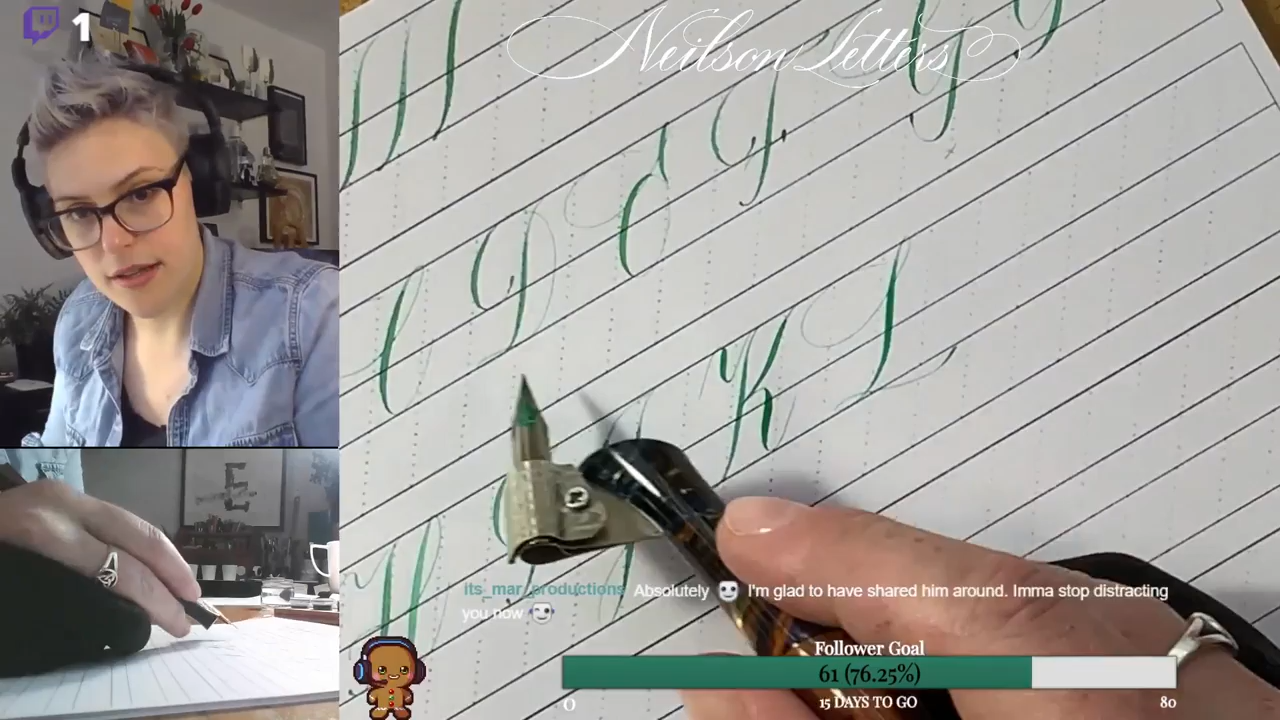 1
Neilson Letters
C D E F
K L
H
its_mar_productions Absolutely I'm glad to have shared him around. Imma stop distracting
you now
Follower Goal
61 (76.25%)
0 15 DAYS TO GO 80